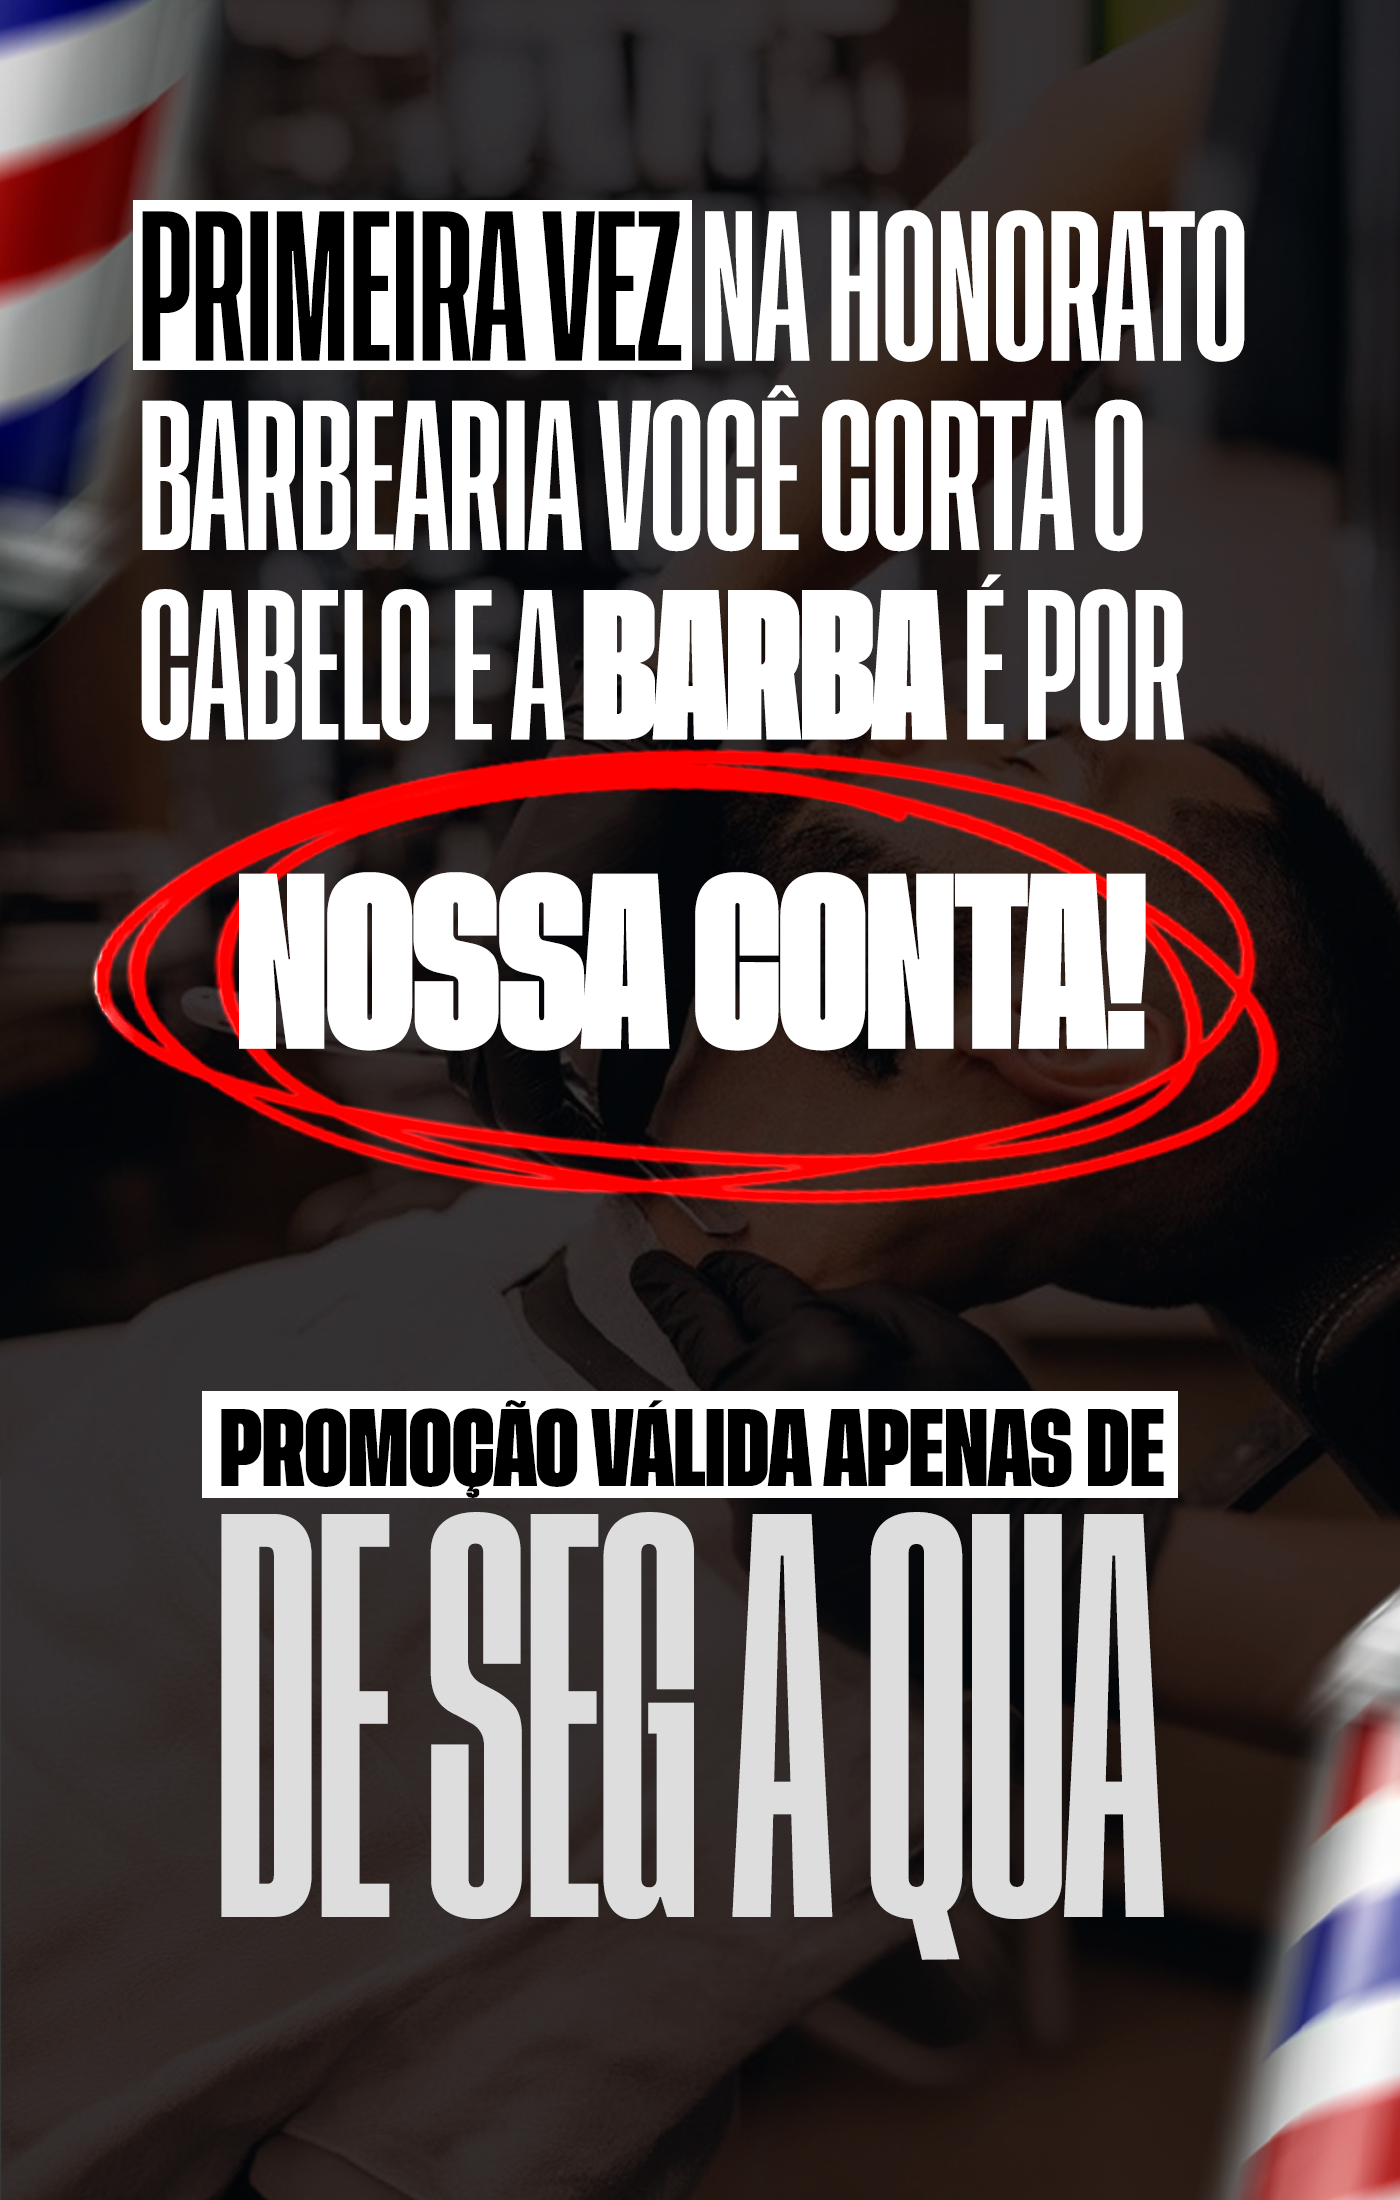 PRIMEIRA VEZ NA HONORATO
BARBEARIA VOCÊ CORTA O
CABELO E A BARBA É POR
NOSSA CONTA!
PROMOÇÃO VÁLIDA APENAS DE
DE SEG A QUA